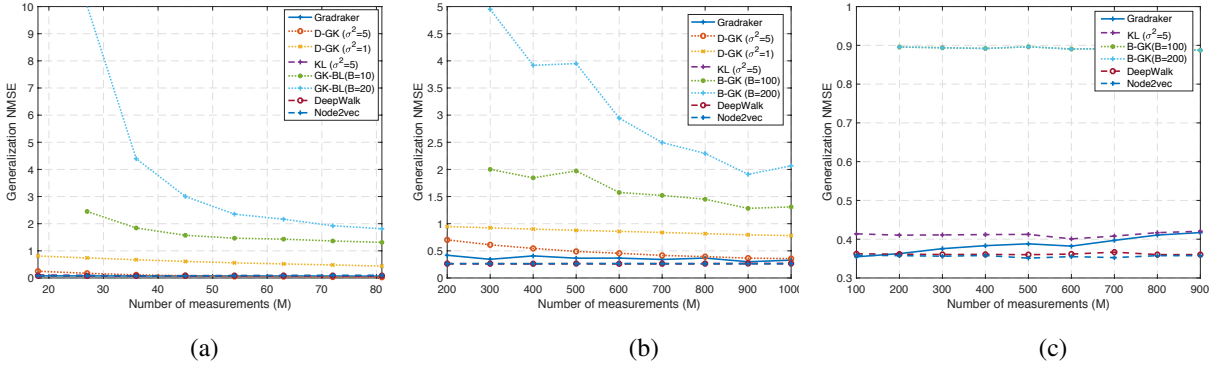 10
9
8
7
6
5
4
3
2
1
0
Generalization NMSE
20 30 40 50 60 70 80
Number of measurements (M)
Gradraker
D-GK (σ²=5)
D-GK (σ²=1)
KL (σ²=5)
GK-BL(B=10)
GK-BL(B=20)
DeepWalk
Node2vec
(a)
5
4.5
4
3.5
3
2.5
2
1.5
1
0.5
0
Generalization NMSE
200 300 400 500 600 700 800 900 1000
Number of measurements (M)
Gradraker
D-GK (σ²=5)
D-GK (σ²=1)
KL (σ²=5)
B-GK (B=100)
B-GK (B=200)
DeepWalk
Node2vec
(b)
1
0.9
0.8
0.7
0.6
0.5
0.4
0.3
Generalization NMSE
100 200 300 400 500 600 700 800 900
Number of measurements (M)
Gradraker
KL (σ²=5)
B-GK(B=100)
B-GK(B=200)
DeepWalk
Node2vec
(c)